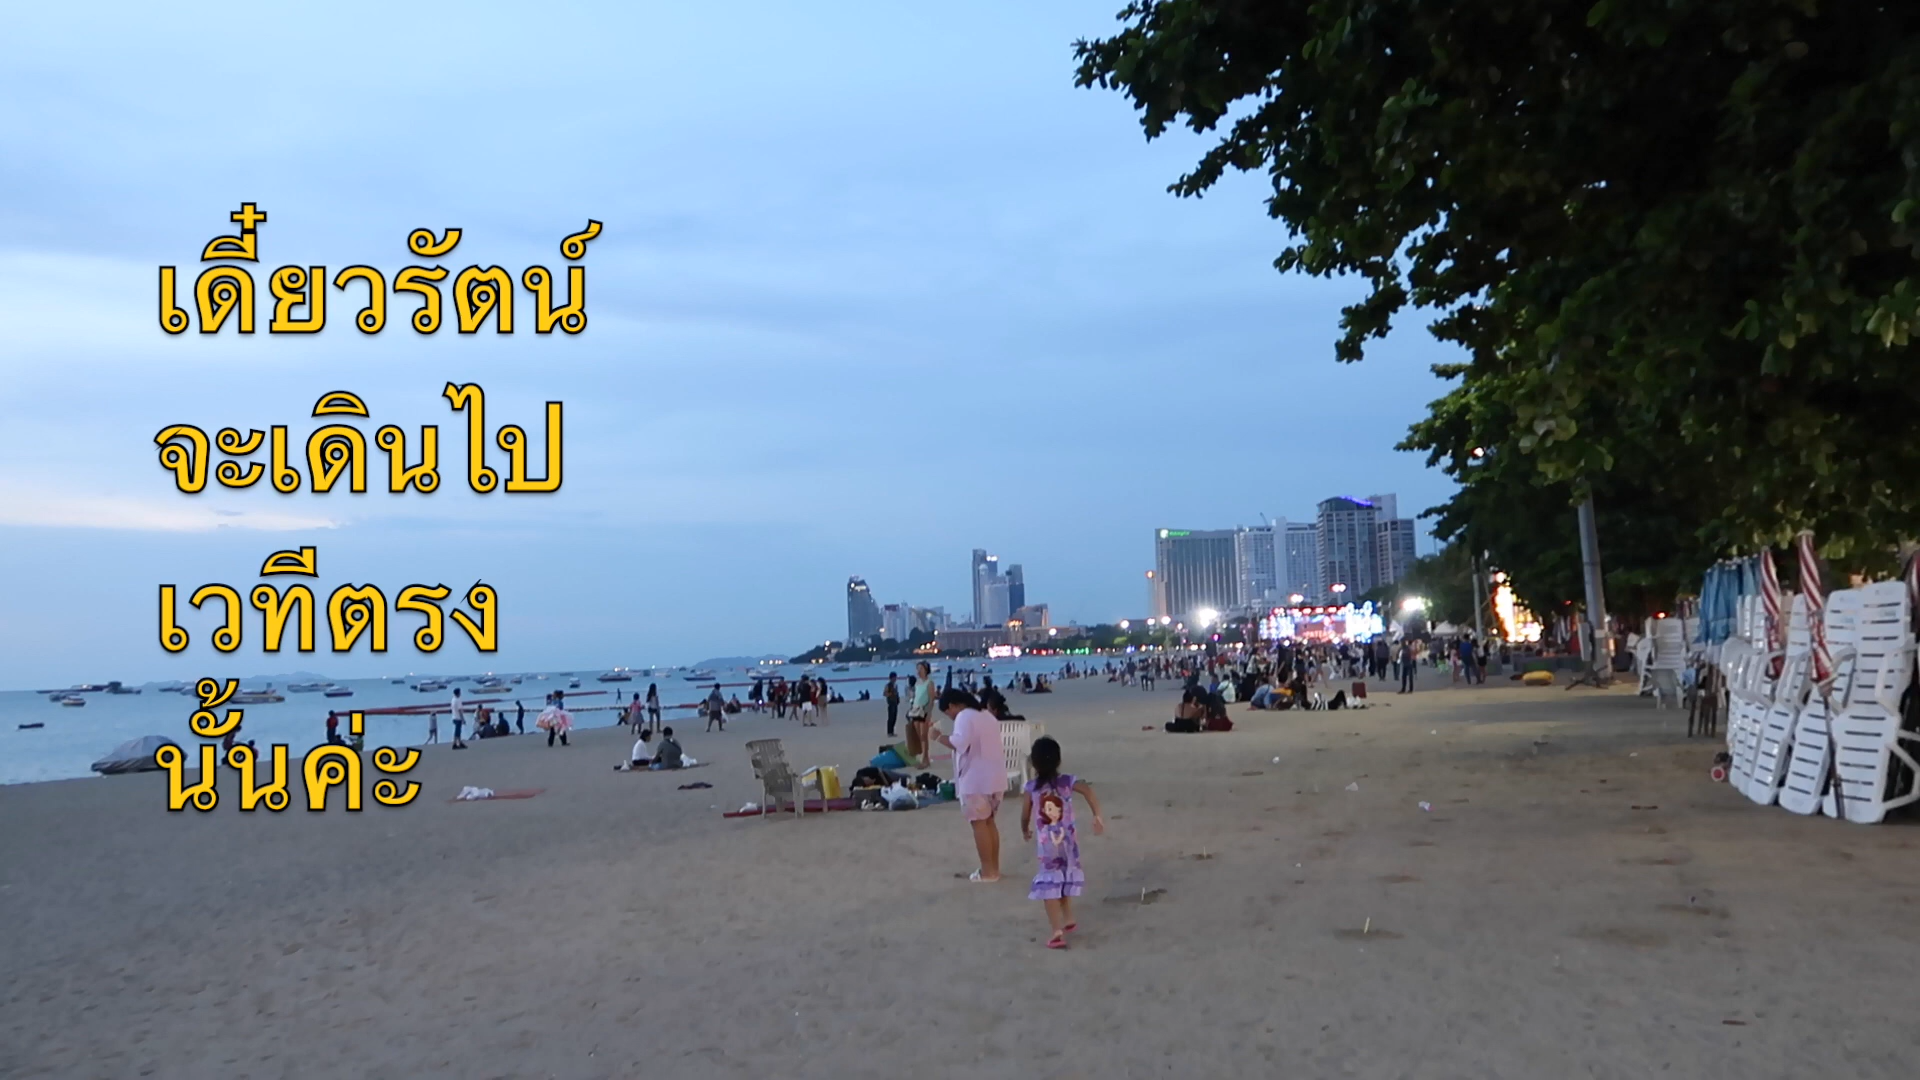 เดี๋ยวรัตน์
จะเดินไป
เวทีตรง
นั้นค่ะ